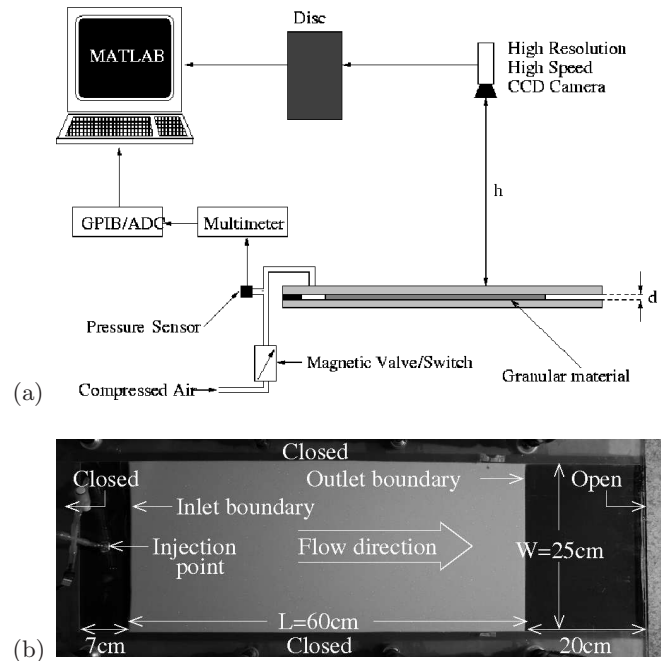 Disc
MATLAB
High Resolution
High Speed
CCD Camera
h
GPIB/ADC
Multimeter
d
Pressure Sensor
Magnetic Valve/Switch
Granular material
Compressed Air
(a)
Closed
Closed
Outlet boundary
Open
Inlet boundary
Injection
point
Flow direction
W=25cm
L=60cm
(b)
7cm
Closed
20cm